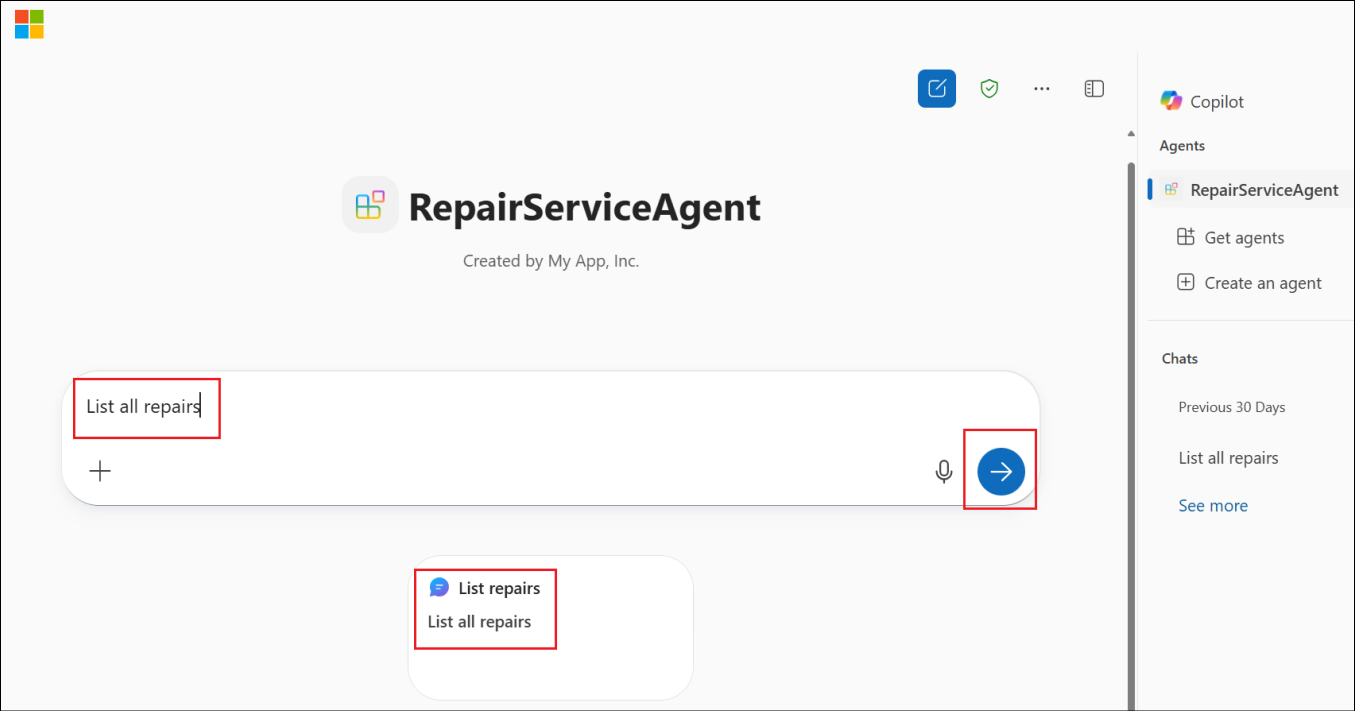 RepairServiceAgent
Created by My App, Inc.
List all repairs
List repairs
List all repairs
Copilot
Agents
RepairServiceAgent
Get agents
Create an agent
Chats
Previous 30 Days
List all repairs
See more